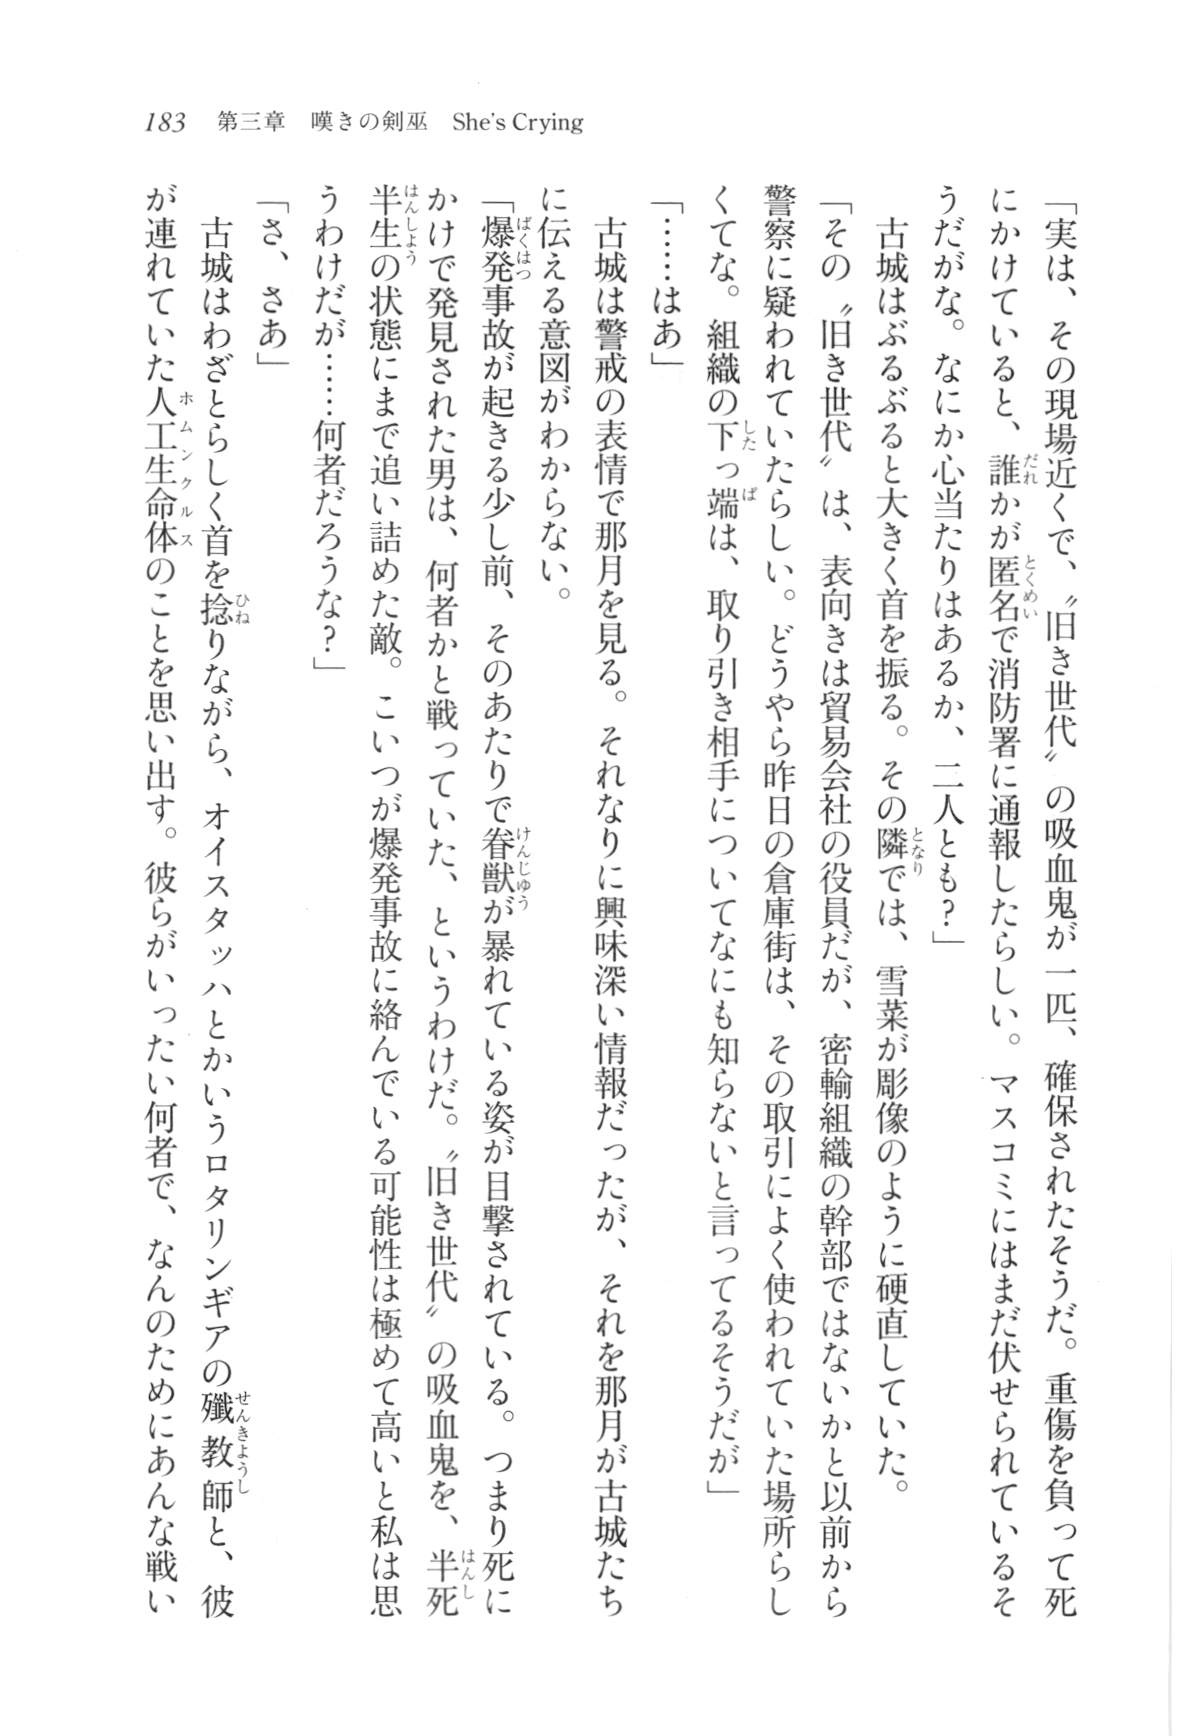 183　第三章　嘆きの剣巫　She's Crying
「実は、その現場近くで、〝旧き世代〟の吸血鬼が一匹、確保されたそうだ。重傷を負って死
にかけていると、誰かが匿名で消防署に通報したらしい。マスコミにはまだ伏せられているそ
うだがな。なにか心当たりはあるか、二人とも？」
　古城はぶるぶると大きく首を振る。その隣では、雪菜が彫像のように硬直していた。
「その〝旧き世代〟は、表向きは貿易会社の役員だが、密輸組織の幹部ではないかと以前から
警察に疑われていたらしい。どうやら昨日の倉庫街は、その取引によく使われていた場所らし
くてな。組織の下っ端は、取り引き相手についてなにも知らないと言ってるそうだが」
「……はあ」
　古城は警戒の表情で那月を見る。それなりに興味深い情報だったが、それを那月が古城たち
に伝える意図がわからない。
「爆発事故が起きる少し前、そのあたりで眷獣が暴れている姿が目撃されている。つまり死に
かけで発見された男は、何者かと戦っていた、というわけだ。〝旧き世代〟の吸血鬼を、半死
半生の状態にまで追い詰めた敵。こいつが爆発事故に絡んでいる可能性は極めて高いと私は思
うわけだが……何者だろうな？」
「さ、さあ」
　古城はわざとらしく首を捻りながら、オイスタッハとかいうロタリンギアの殲教師と、彼
が連れていた人工生命体のことを思い出す。彼らがいったい何者で、なんのためにあんな戦い